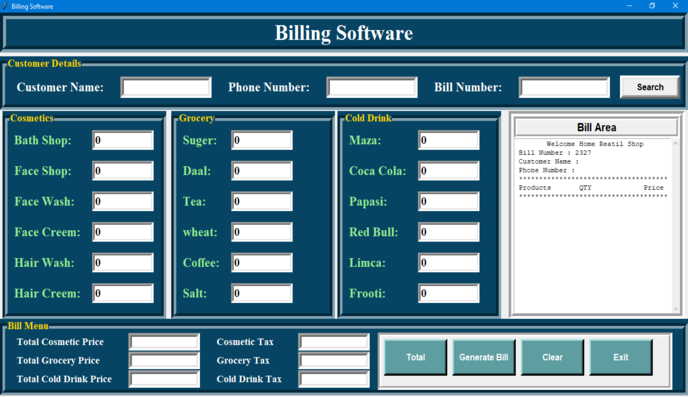 Billing Software
Billing Software
Customer Details
Customer Name: Phone Number: Bill Number: Search
Cosmetics
Bath Shop: 0
Face Shop: 0
Face Wash: 0
Face Creem: 0
Hair Wash: 0
Hair Creem: 0
Grocery
Suger: 0
Daal: 0
Tea: 0
wheat: 0
Coffee: 0
Salt: 0
Cold Drink
Maza: 0
Coca Cola: 0
Papasi: 0
Red Bull: 0
Limca: 0
Frooti: 0
Bill Area
Welcome Home Reatil Shop
Bill Number : 2327
Customer Name :
Phone Number :
**************************************
Products QTY Price
**************************************
Bill Menu
Total Cosmetic Price Cosmetic Tax
Total Grocery Price Grocery Tax
Total Cold Drink Price Cold Drink Tax
Total Generate Bill Clear Exit